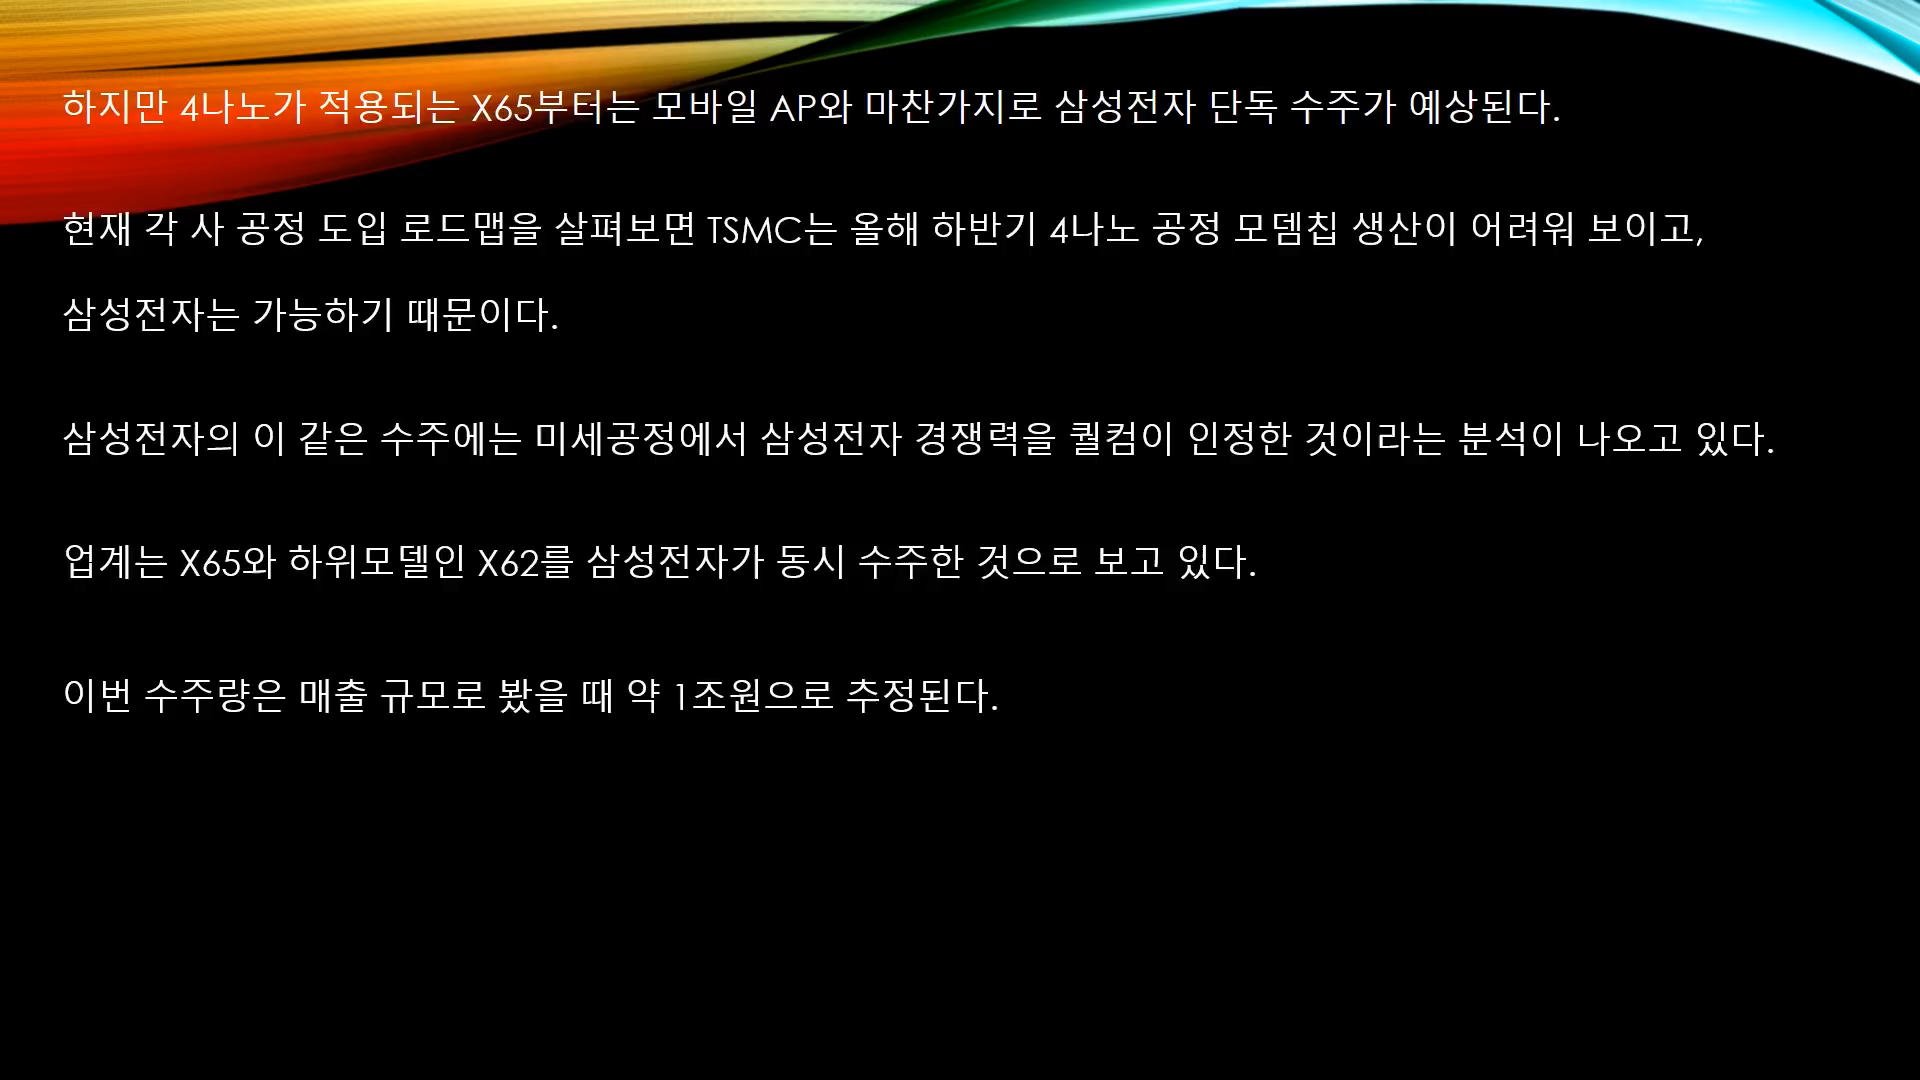 하지만 4나노가 적용되는 X65부터는 모바일 AP와 마찬가지로 삼성전자 단독 수주가 예상된다.
현재 각 사 공정 도입 로드맵을 살펴보면 TSMC는 올해 하반기 4나노 공정 모뎀칩 생산이 어려워 보이고,
삼성전자는 가능하기 때문이다.
삼성전자의 이 같은 수주에는 미세공정에서 삼성전자 경쟁력을 퀄컴이 인정한 것이라는 분석이 나오고 있다.
업계는 X65와 하위모델인 X62를 삼성전자가 동시 수주한 것으로 보고 있다.
이번 수주량은 매출 규모로 봤을 때 약 1조원으로 추정된다.